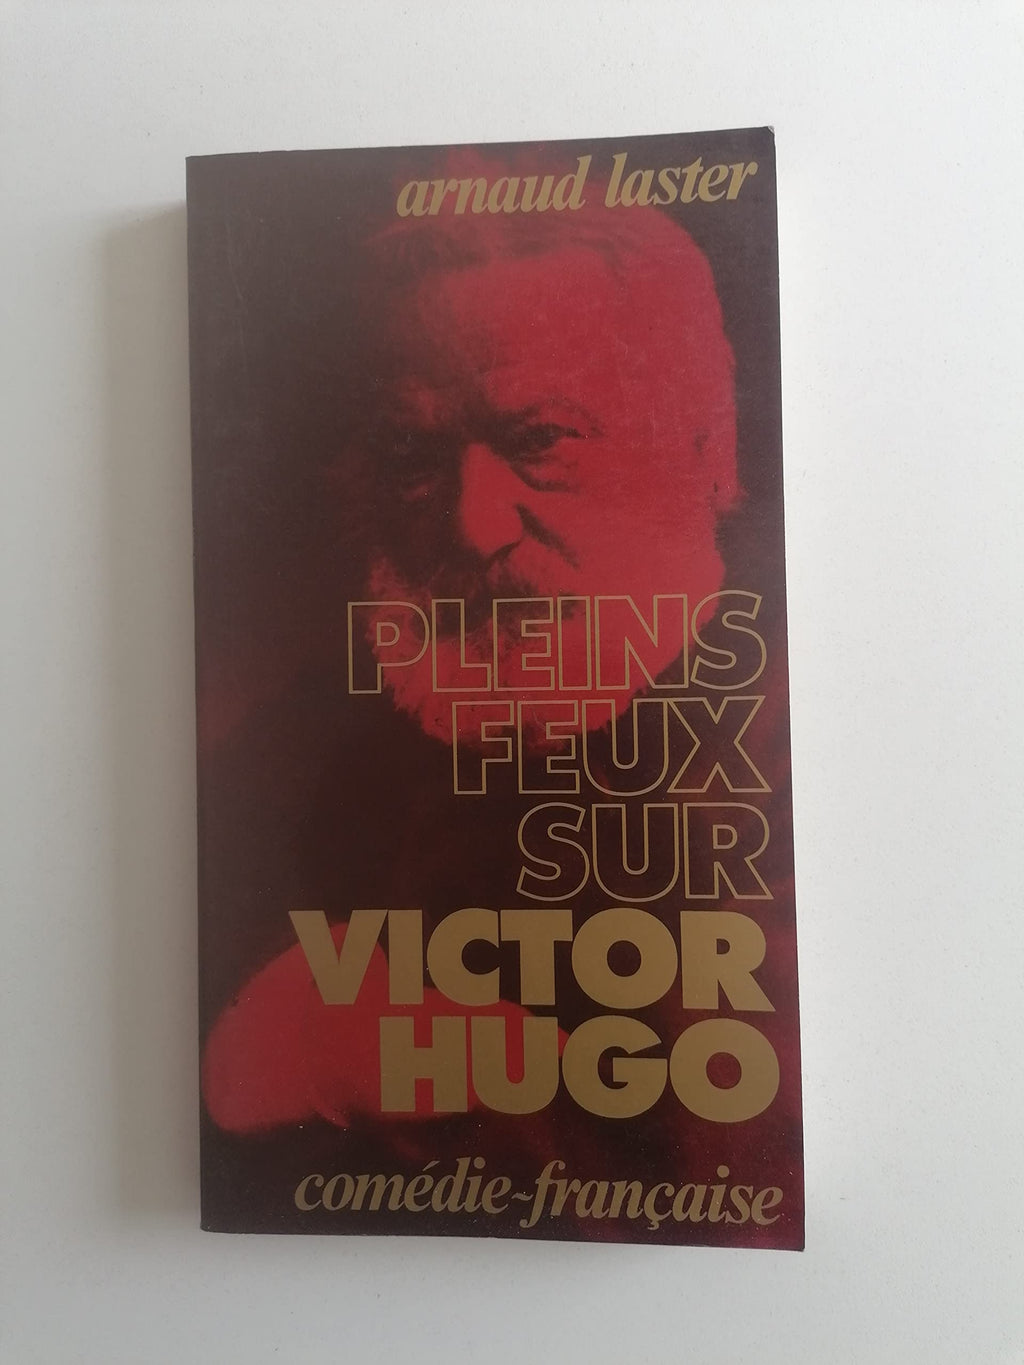 arnaud laster
PLEINS
FEUX
SUR
VICTOR
HUGO
comédie~française